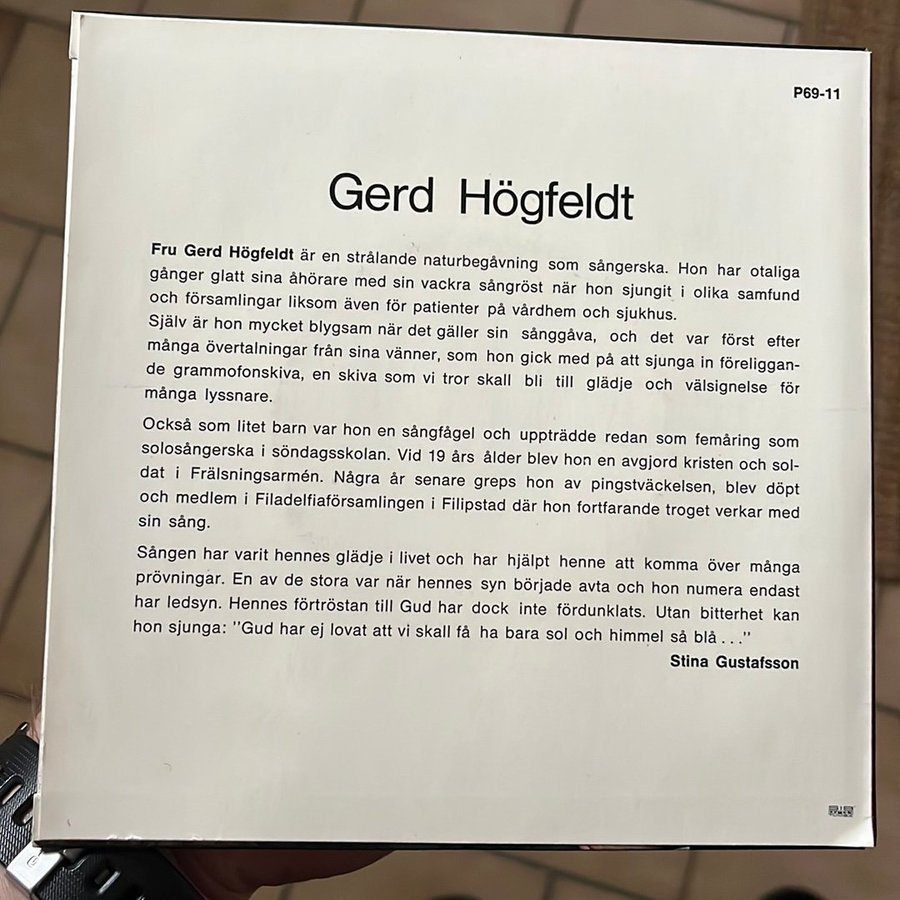 P69-11
Gerd Högfeldt
Fru Gerd Högfeldt är en strålande naturbegåvning som sångerska. Hon har otaliga
gånger glatt sina åhörare med sin vackra sångröst när hon sjungit i olika samfund
och församlingar liksom även för patienter på vårdhem och sjukhus.
Själv är hon mycket blygsam när det gäller sin sånggåva, och det var först efter
många övertalningar från sina vänner, som hon gick med på att sjunga in föreliggan-
de grammofonskiva, en skiva som vi tror skall bli till glädje och välsignelse för
många lyssnare.
Också som litet barn var hon en sångfågel och uppträdde redan som femåring som
solosångerska i söndagsskolan. Vid 19 års ålder blev hon en avgjord kristen och sol-
dat i Frälsningsarmén. Några år senare greps hon av pingstväckelsen, blev döpt
och medlem i Filadelfiaförsamlingen i Filipstad där hon fortfarande troget verkar med
sin sång.
Sången har varit hennes glädje i livet och har hjälpt henne att komma över många
prövningar. En av de stora var när hennes syn började avta och hon numera endast
har ledsyn. Hennes förtröstan till Gud har dock inte fördunklats. Utan bitterhet kan
hon sjunga: "Gud har ej lovat att vi skall få ha bara sol och himmel så blå . . ."
Stina Gustafsson